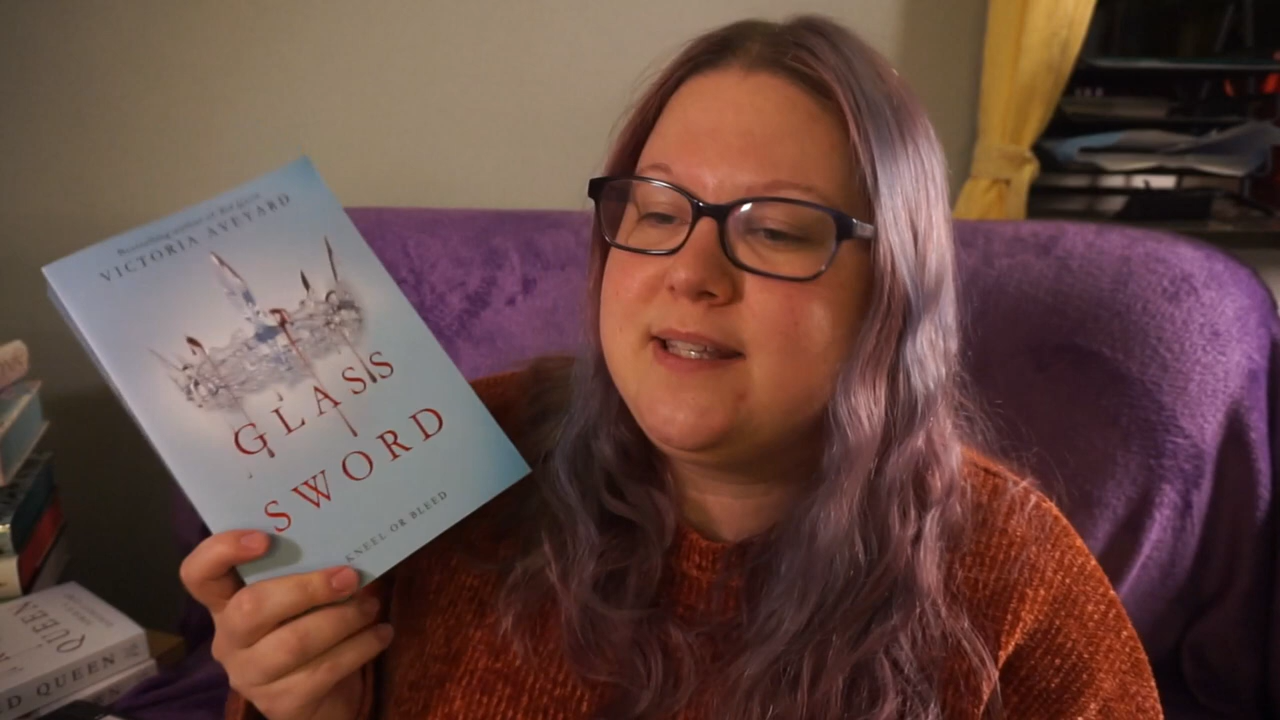 Bestselling author of Red Queen
VICTORIA AVEYARD
GLASS
SWORD
KNEEL OR BLEED
QUEEN
D QUEEN